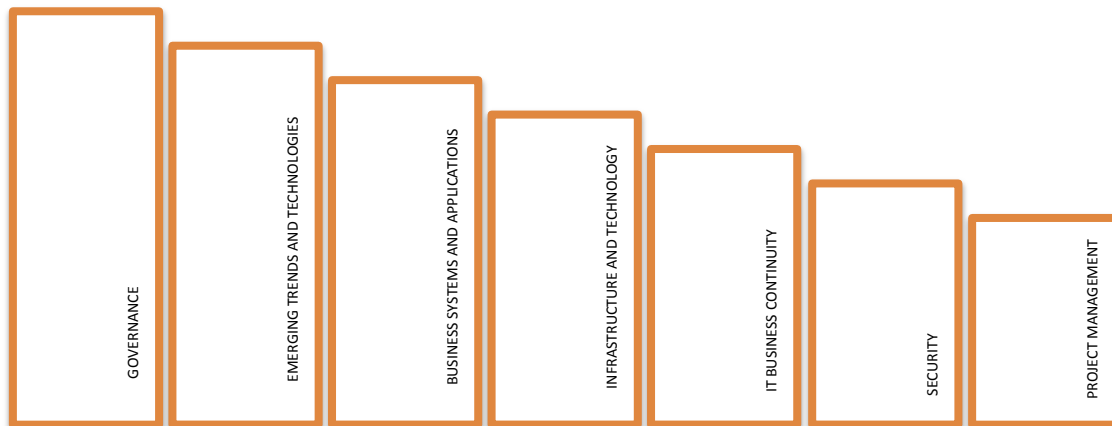 GOVERNANCE
EMERGING TRENDS AND TECHNOLOGIES
BUSINESS SYSTEMS AND APPLICATIONS
INFRASTRUCTURE AND TECHNOLOGY
IT BUSINESS CONTINUITY
SECURITY
PROJECT MANAGEMENT